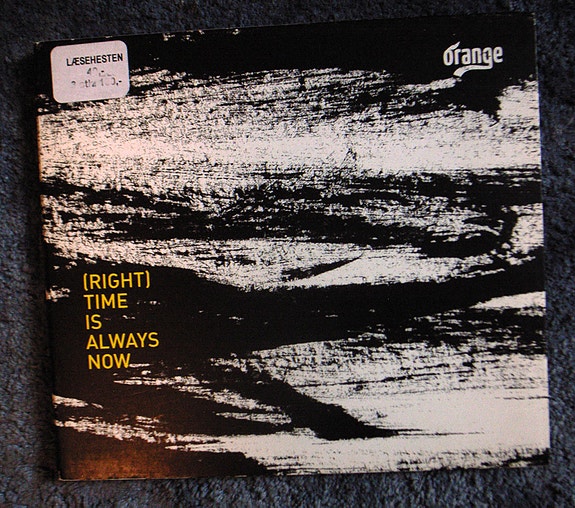 LÆSEHESTEN
orange
(RIGHT)
TIME
IS
ALWAYS
NOW